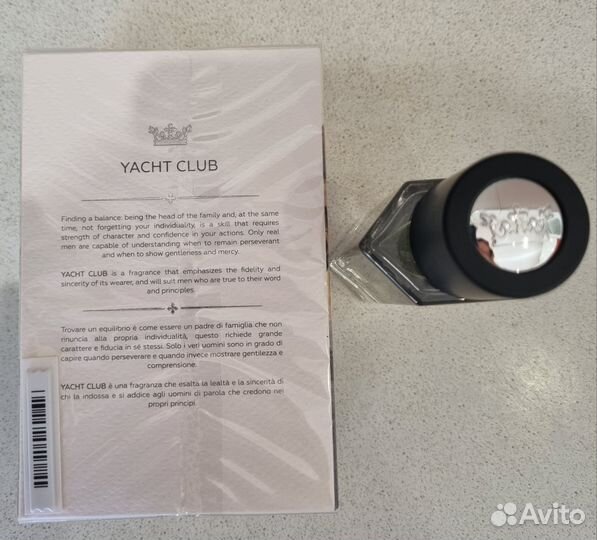 YACHT CLUB
Finding a balance: being the head of the family and, at the same
time, not forgetting your individuality, is a skill that requires
strength of character and confidence in your actions. Only real
men are capable of understanding when to remain perseverant
and when to show gentleness and mercy.
YACHT CLUB is a fragrance that emphasizes the fidelity and
sincerity of its wearer, and will suit men who are true to their word
and principles.
Trovare un equilibrio è come essere un padre di famiglia che non
rinuncia alla propria individualità, questo richiede grande
carattere e fiducia in sé stessi. Solo i veri uomini sono in grado di
capire quando perseverare e quando invece mostrare gentilezza e
comprensione.
YACHT CLUB è una fragranza che esalta la lealtà e la sincerità di
chi la indossa e si addice agli uomini di parola che credono nei
propri principi.
Avito